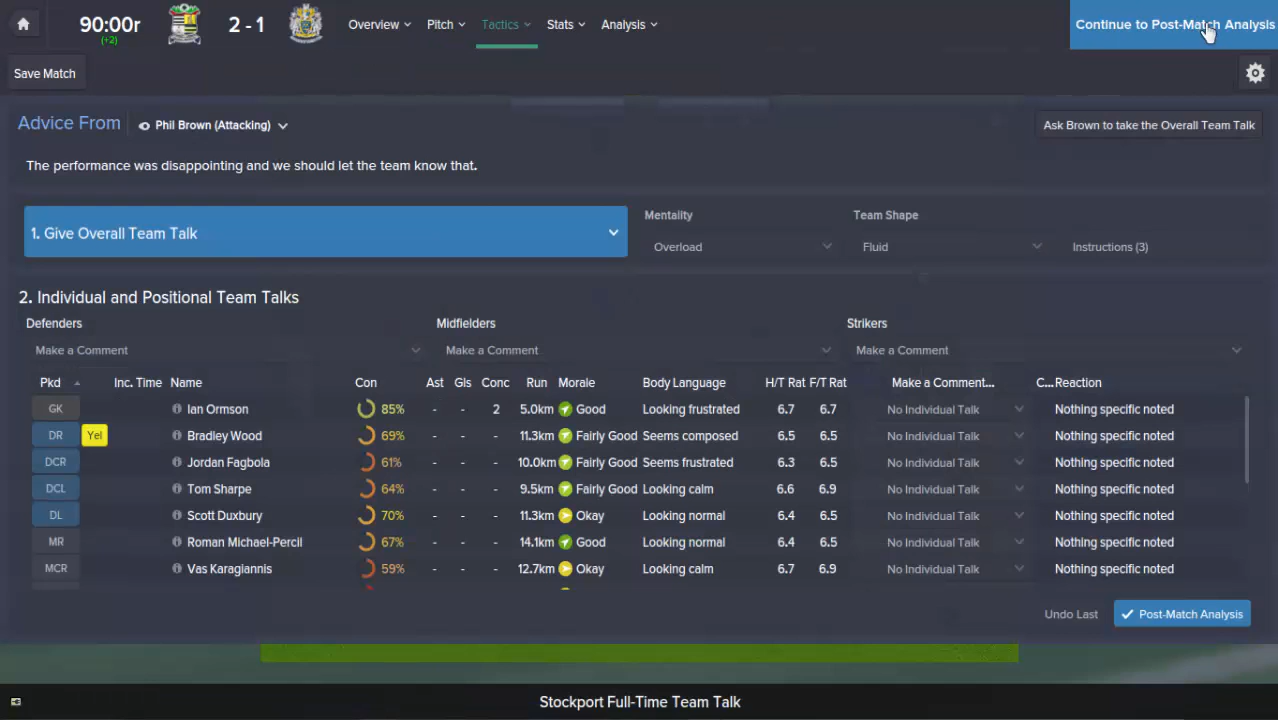 90:00r
(+2)
2 - 1
Overview
Pitch
Tactics
Stats
Analysis
Continue to Post-Match Analysis
Save Match
Advice From
Phil Brown (Attacking)
Ask Brown to take the Overall Team Talk
The performance was disappointing and we should let the team know that.
1. Give Overall Team Talk
Mentality
Team Shape
Overload
Fluid
Instructions (3)
2. Individual and Positional Team Talks
Defenders
Midfielders
Strikers
Make a Comment
Make a Comment
Make a Comment
Pkd Inc. Time Name Con Ast Gls Conc Run Morale Body Language H/T Rat F/T Rat Make a Comment... C... Reaction
GK Ian Ormson 85% - - 2 5.0km Good Looking frustrated 6.7 6.7 No Individual Talk Nothing specific noted
DR Yel Bradley Wood 69% - - - 11.3km Fairly Good Seems composed 6.5 6.5 No Individual Talk Nothing specific noted
DCR Jordan Fagbola 61% - - - 10.0km Fairly Good Seems frustrated 6.3 6.5 No Individual Talk Nothing specific noted
DCL Tom Sharpe 64% - - - 9.5km Fairly Good Looking calm 6.6 6.9 No Individual Talk Nothing specific noted
DL Scott Duxbury 70% - - - 11.3km Okay Looking normal 6.4 6.5 No Individual Talk Nothing specific noted
MR Roman Michael-Percil 67% - - - 14.1km Good Looking normal 6.4 6.5 No Individual Talk Nothing specific noted
MCR Vas Karagiannis 59% - - - 12.7km Okay Looking calm 6.7 6.9 No Individual Talk Nothing specific noted
Undo Last
Post-Match Analysis
Stockport Full-Time Team Talk